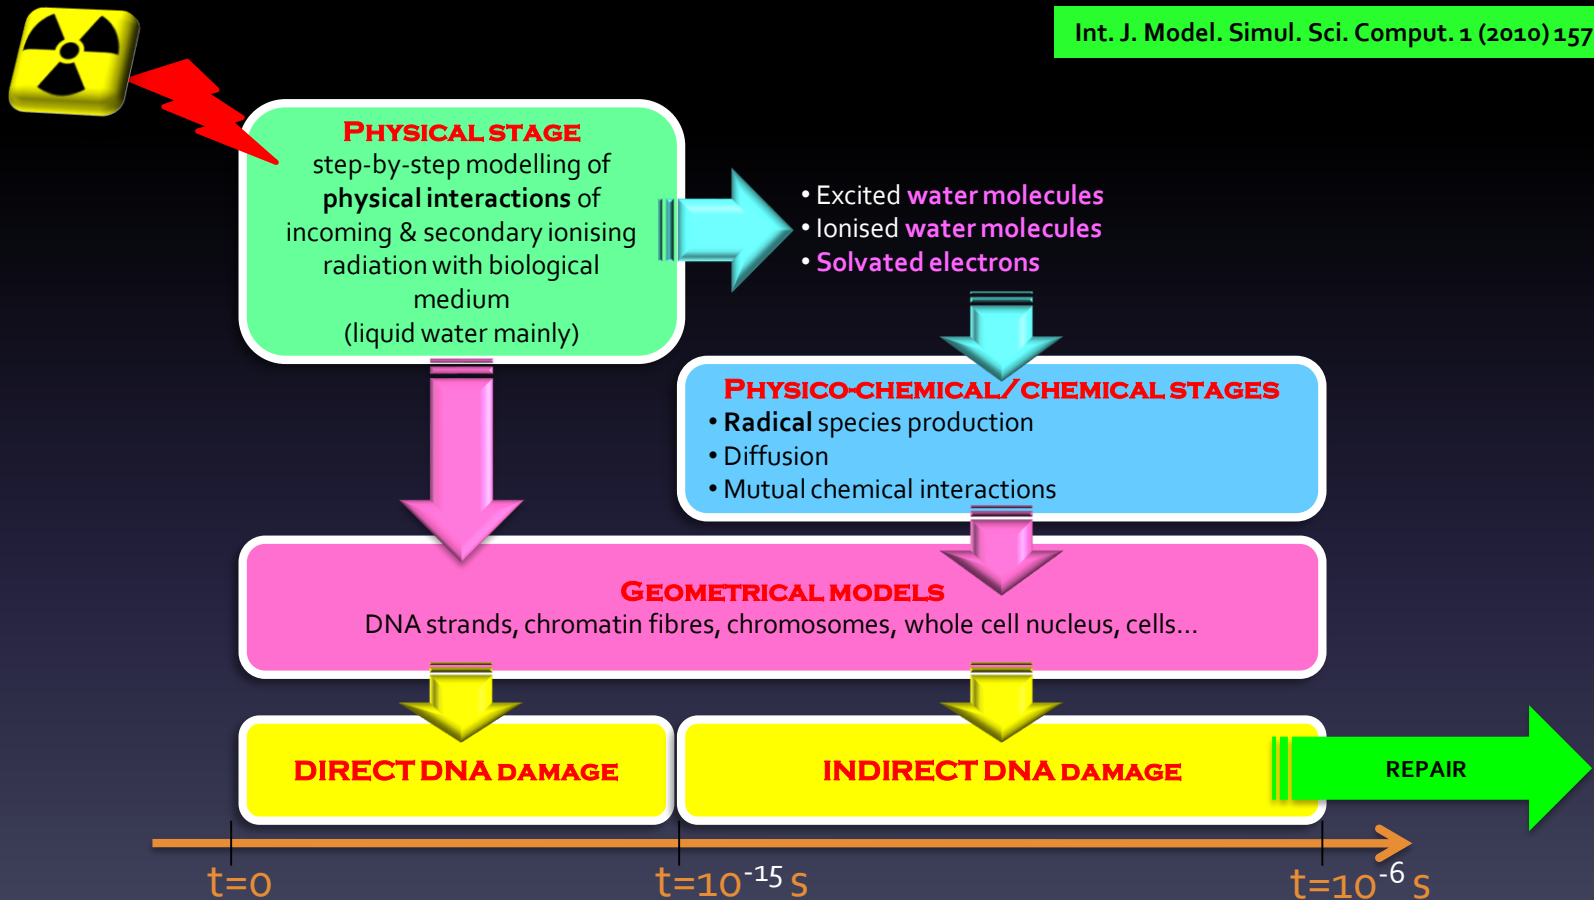 Int. J. Model. Simul. Sci. Comput. 1 (2010) 157
PHYSICAL STAGE
step-by-step modelling of
physical interactions of
incoming & secondary ionising
radiation with biological
medium
(liquid water mainly)
• Excited water molecules
• Ionised water molecules
• Solvated electrons
PHYSICO-CHEMICAL/CHEMICAL STAGES
• Radical species production
• Diffusion
• Mutual chemical interactions
GEOMETRICAL MODELS
DNA strands, chromatin fibres, chromosomes, whole cell nucleus, cells...
DIRECT DNA DAMAGE
INDIRECT DNA DAMAGE
REPAIR
t=0
t=10⁻¹⁵ s
t=10⁻⁶ s